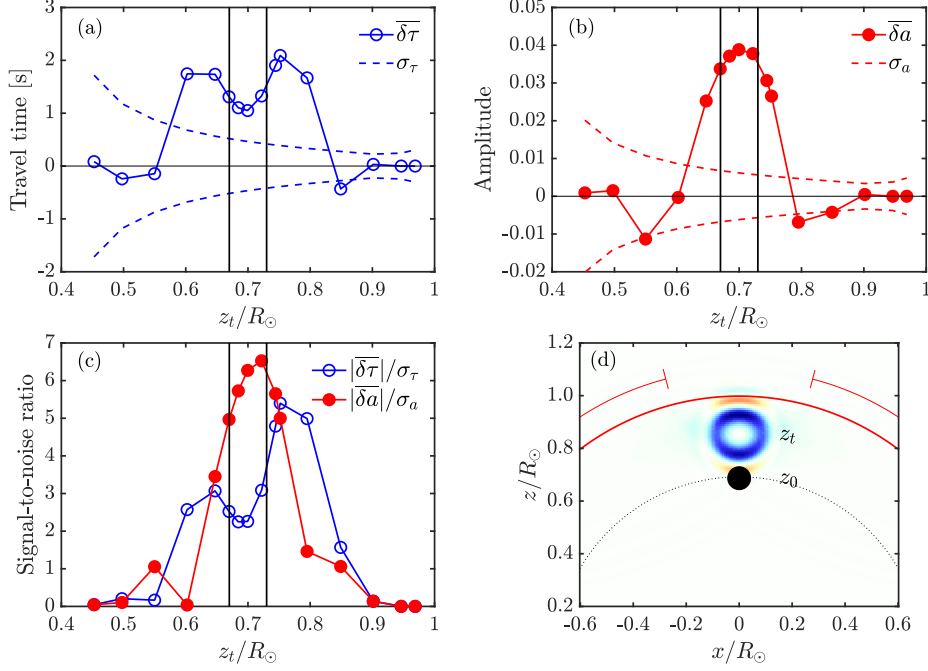 (a)
δτ
σ_τ
Travel time [s]
2
1
0
-1
-2
0.4 0.5 0.6 0.7 0.8 0.9 1
z_t/R_⊙
(b)
δa
σ_a
Amplitude
0.05
0.04
0.03
0.02
0.01
0
-0.01
-0.02
0.4 0.5 0.6 0.7 0.8 0.9 1
z_t/R_⊙
(c)
|δτ|/σ_τ
|δa|/σ_a
Signal-to-noise ratio
7
6
5
4
3
2
1
0
0.4 0.5 0.6 0.7 0.8 0.9 1
z_t/R_⊙
(d)
z_t
z_0
z/R_⊙
1.2
1.0
0.8
0.6
0.4
0.2
-0.6 -0.4 -0.2 0.0 0.2 0.4 0.6
x/R_⊙